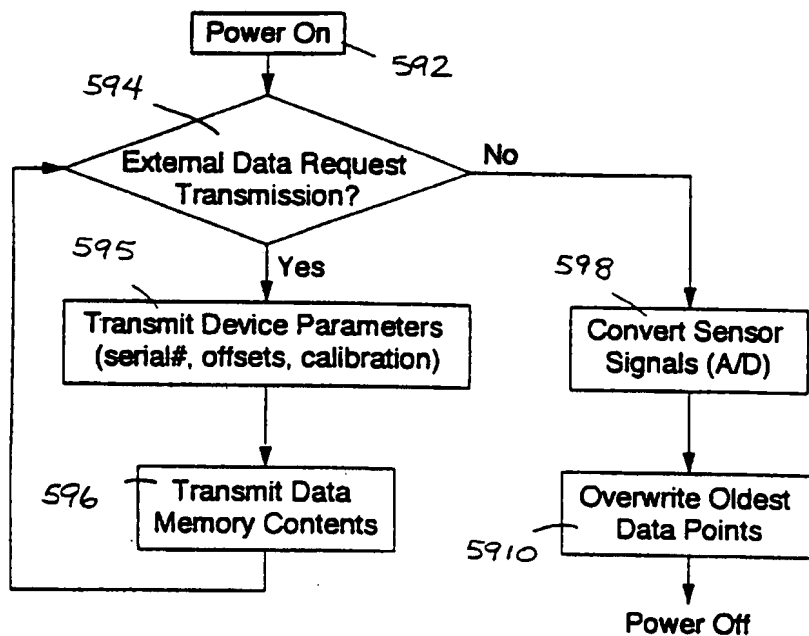 Power On
592
594
External Data Request
Transmission?
No
Yes
595
Transmit Device Parameters
(serial#, offsets, calibration)
598
Convert Sensor
Signals (A/D)
596
Transmit Data
Memory Contents
Overwrite Oldest
Data Points
5910
Power Off